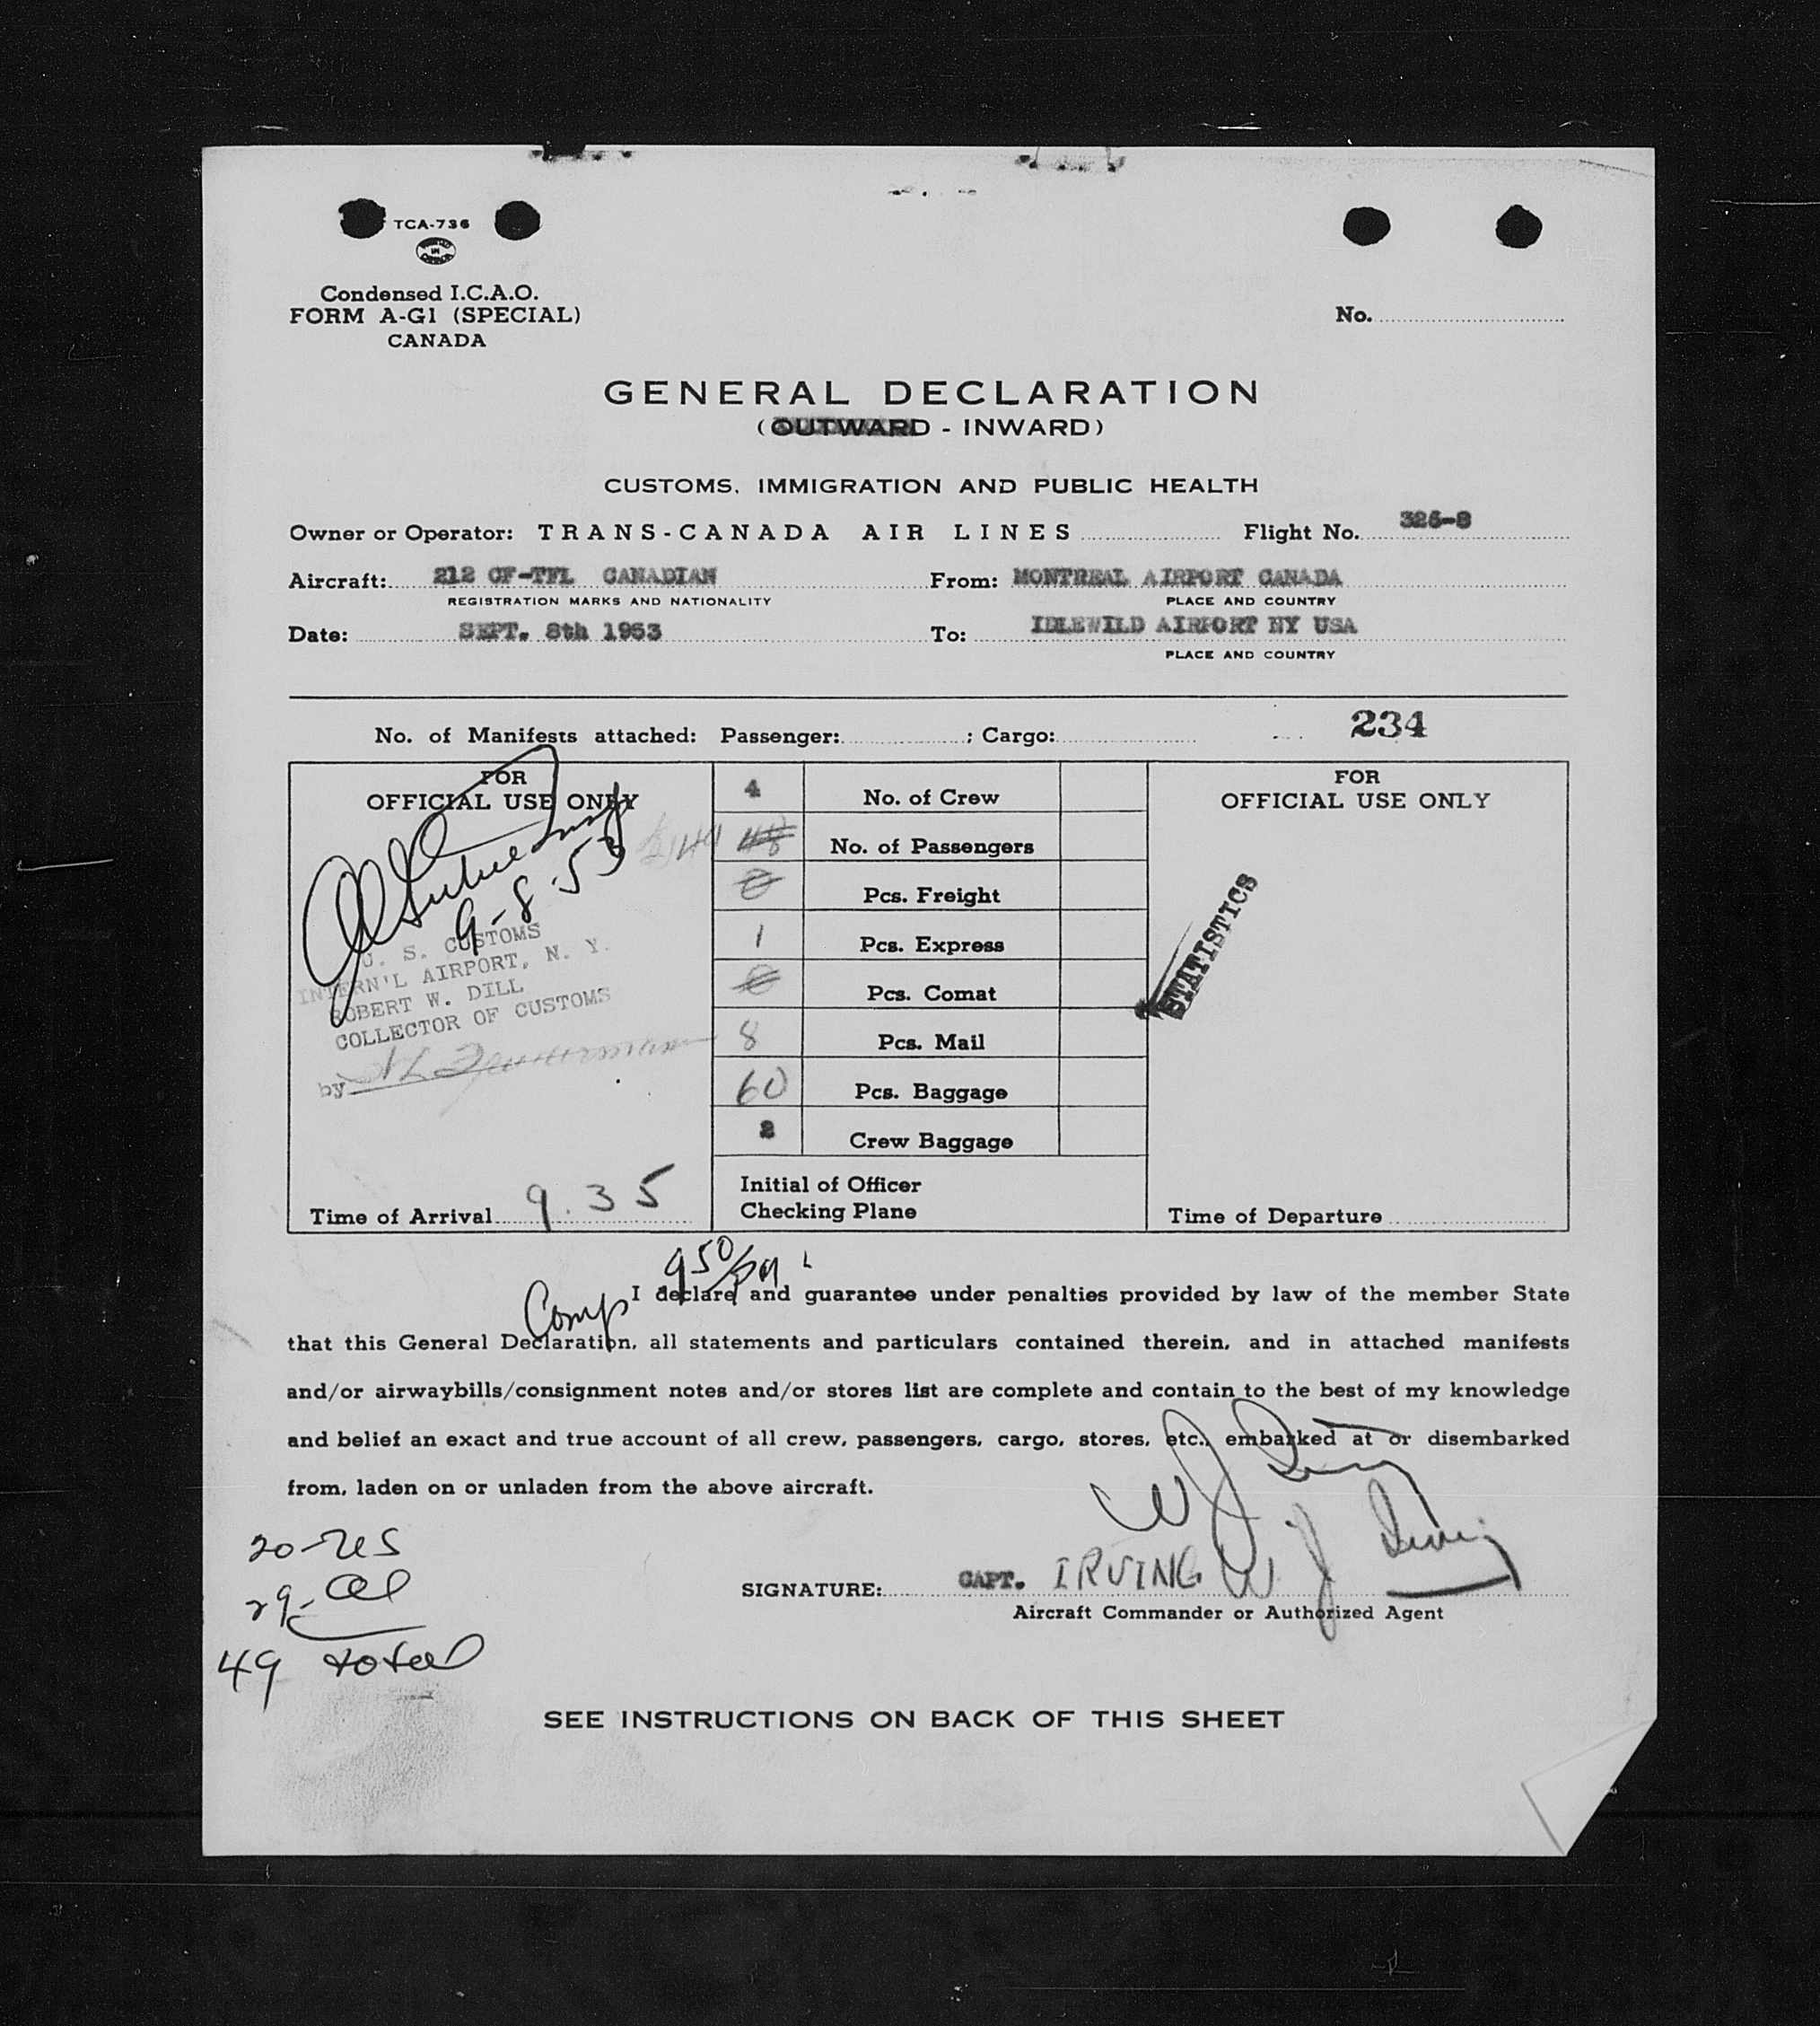 TCA-736
Condensed I.C.A.O.
FORM A-G1 (SPECIAL)
CANADA
No.
GENERAL DECLARATION
(OUTWARD - INWARD)
CUSTOMS, IMMIGRATION AND PUBLIC HEALTH
Owner or Operator: TRANS-CANADA AIR LINES Flight No. 326-8
Aircraft: 212 CF-TFL CANADIAN From: MONTREAL AIRPORT CANADA
REGISTRATION MARKS AND NATIONALITY PLACE AND COUNTRY
Date: SEPT. 8th 1953 To: IDLEWILD AIRPORT NY USA
PLACE AND COUNTRY
234
No. of Manifests attached: Passenger: ; Cargo:
FOR
OFFICIAL USE ONLY
9-8-53
U. S. CUSTOMS
INTERN'L AIRPORT, N. Y.
ROBERT W. DILL
COLLECTOR OF CUSTOMS
by
Time of Arrival 9.35
4 No. of Crew
49 48 No. of Passengers
Pcs. Freight
1 Pcs. Express
Pcs. Comat
8 Pcs. Mail
60 Pcs. Baggage
2 Crew Baggage
Initial of Officer
Checking Plane
FOR
OFFICIAL USE ONLY
STATISTICS
Time of Departure
Comp 950/
I declare and guarantee under penalties provided by law of the member State
that this General Declaration, all statements and particulars contained therein, and in attached manifests
and/or airwaybills/consignment notes and/or stores list are complete and contain to the best of my knowledge
and belief an exact and true account of all crew, passengers, cargo, stores, etc., embarked at or disembarked
from, laden on or unladen from the above aircraft.
W J Irving
20-US
29-al
49 total
SIGNATURE: CAPT. IRVING W J Irving
Aircraft Commander or Authorized Agent
SEE INSTRUCTIONS ON BACK OF THIS SHEET